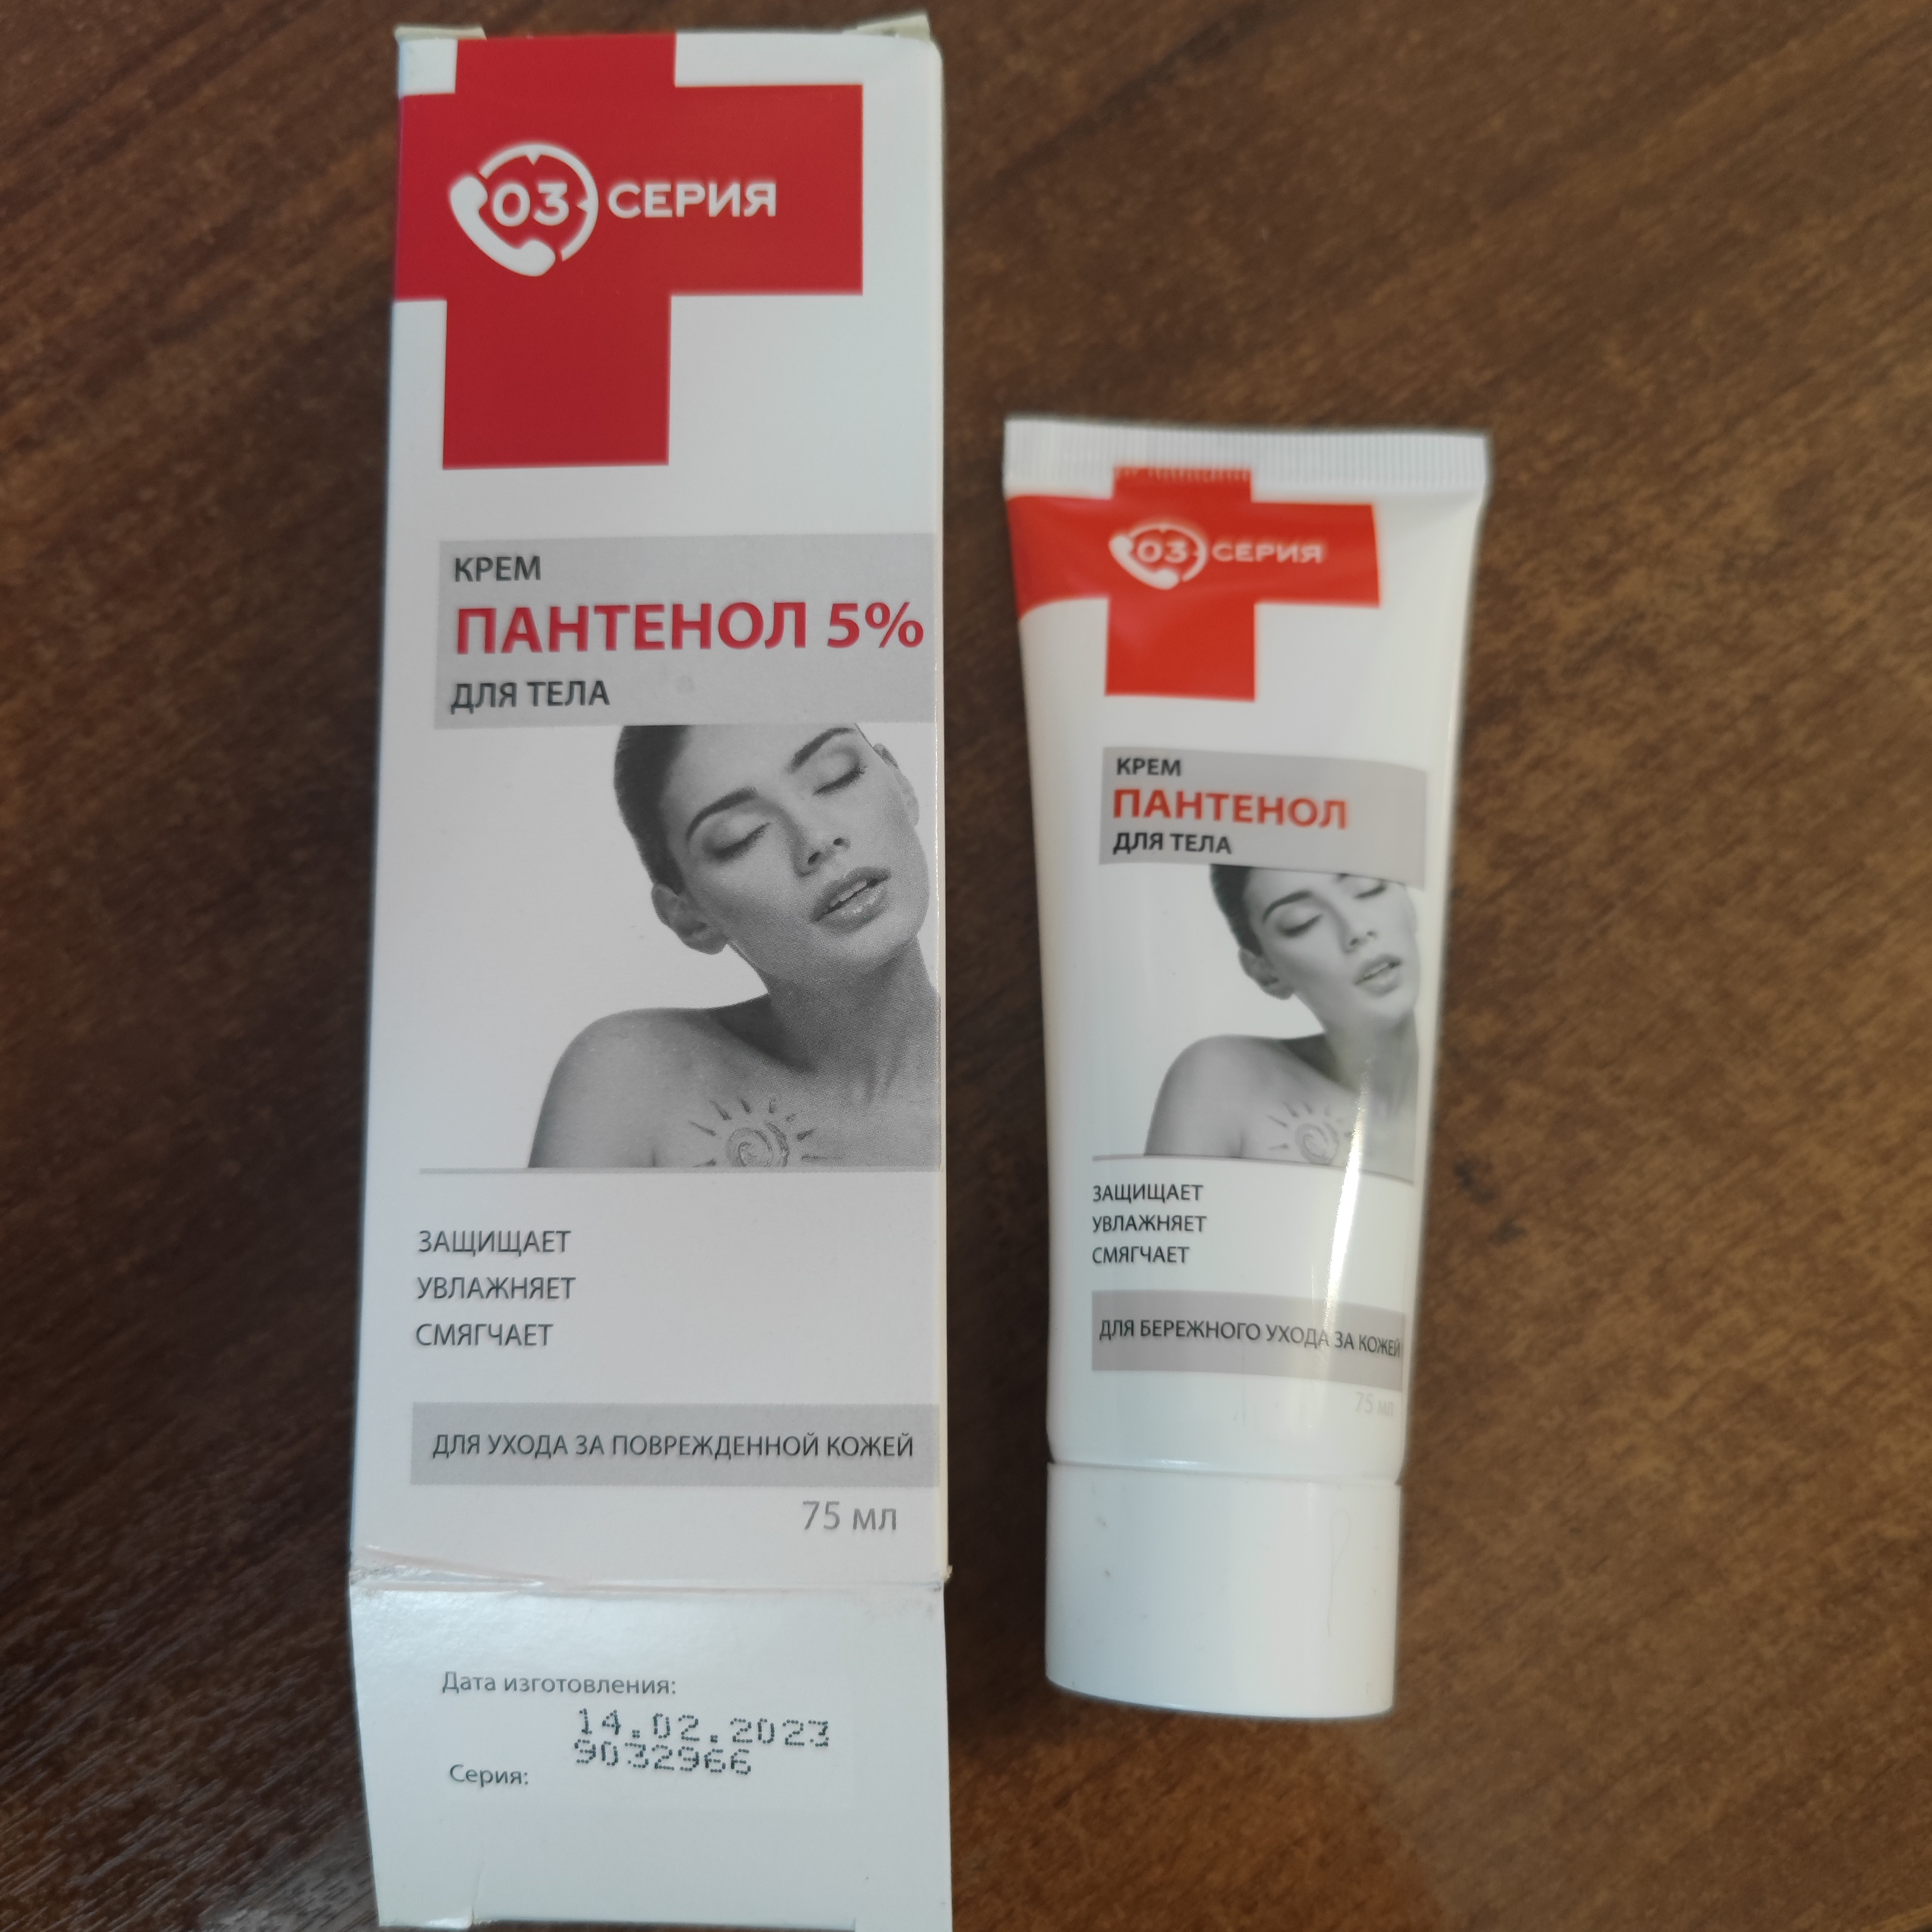 03 СЕРИЯ
КРЕМ
ПАНТЕНОЛ 5%
ДЛЯ ТЕЛА
ЗАЩИЩАЕТ
УВЛАЖНЯЕТ
СМЯГЧАЕТ
ДЛЯ УХОДА ЗА ПОВРЕЖДЕННОЙ КОЖЕЙ
75 мл
Дата изготовления:
14.02.2023
9032966
Серия:
03 СЕРИЯ
КРЕМ
ПАНТЕНОЛ
ДЛЯ ТЕЛА
ЗАЩИЩАЕТ
УВЛАЖНЯЕТ
СМЯГЧАЕТ
ДЛЯ БЕРЕЖНОГО УХОДА ЗА КОЖЕЙ
75 мл